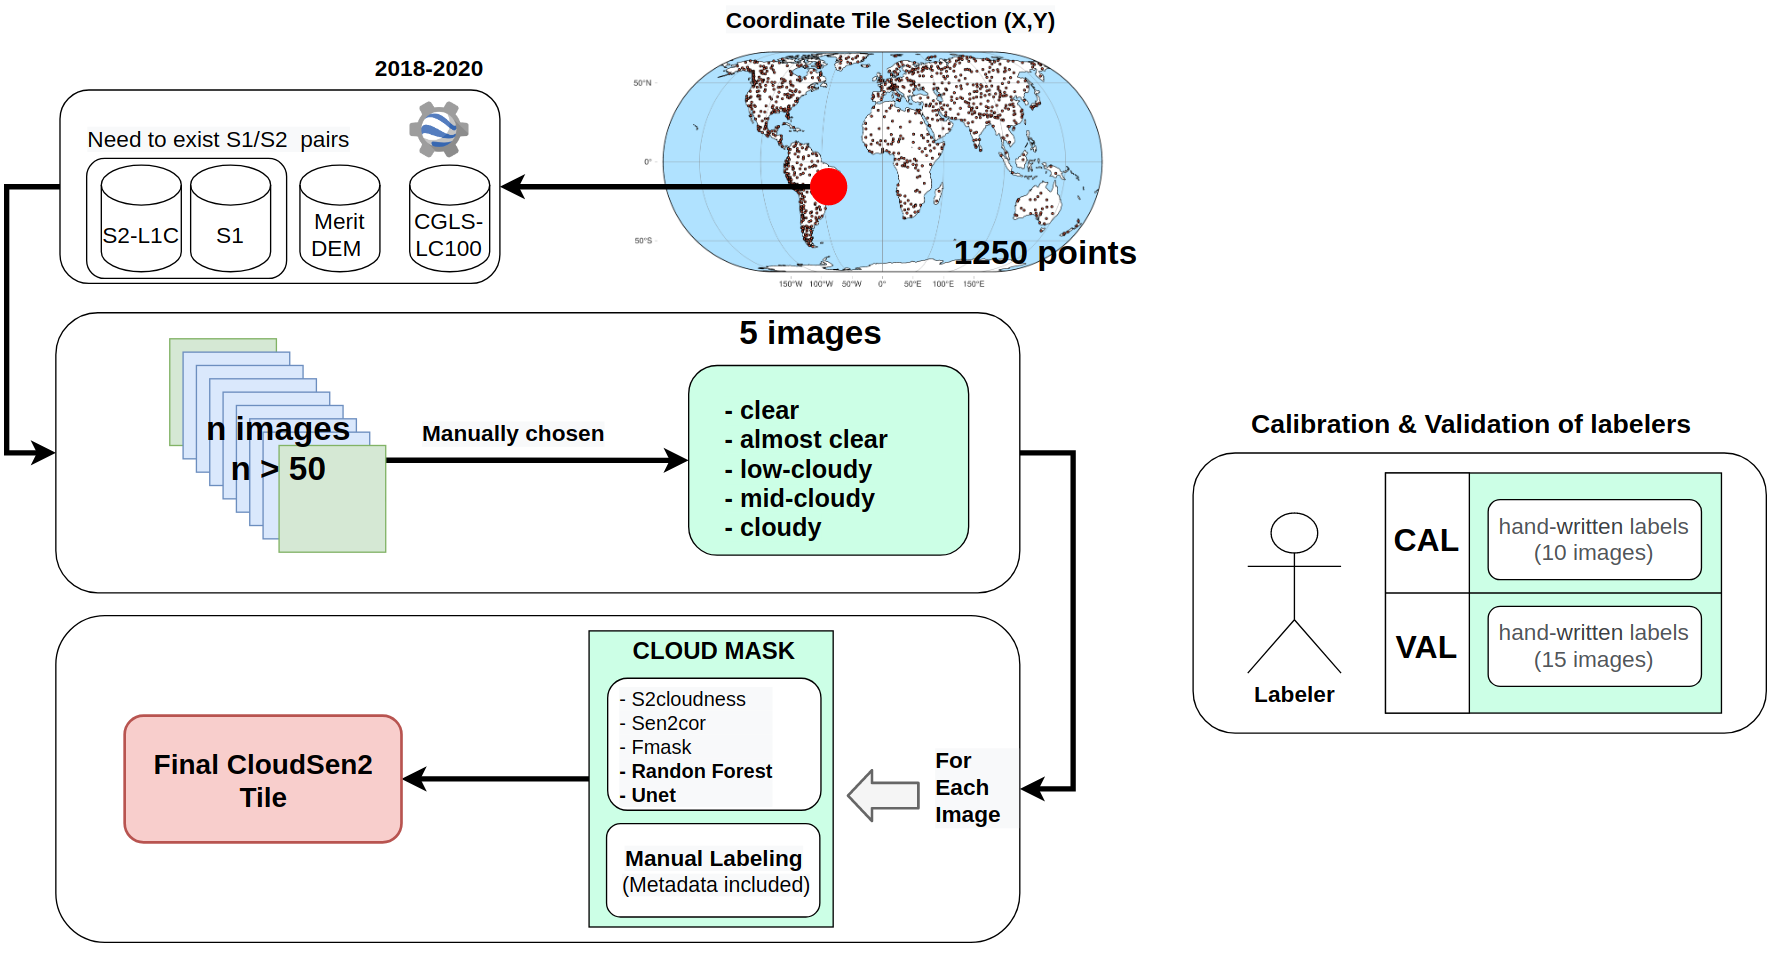 Coordinate Tile Selection (X,Y)
2018-2020
Need to exist S1/S2 pairs
S2-L1C
S1
Merit
DEM
CGLS-
LC100
50°N
0°
50°S
150°W 100°W 50°W 0° 50°E 100°E 150°E
1250 points
5 images
n images
n > 50
Manually chosen
- clear
- almost clear
- low-cloudy
- mid-cloudy
- cloudy
Calibration & Validation of labelers
Labeler
CAL
hand-written labels
(10 images)
VAL
hand-written labels
(15 images)
For
Each
Image
CLOUD MASK
- S2cloudness
- Sen2cor
- Fmask
- Randon Forest
- Unet
Manual Labeling
(Metadata included)
Final CloudSen2
Tile